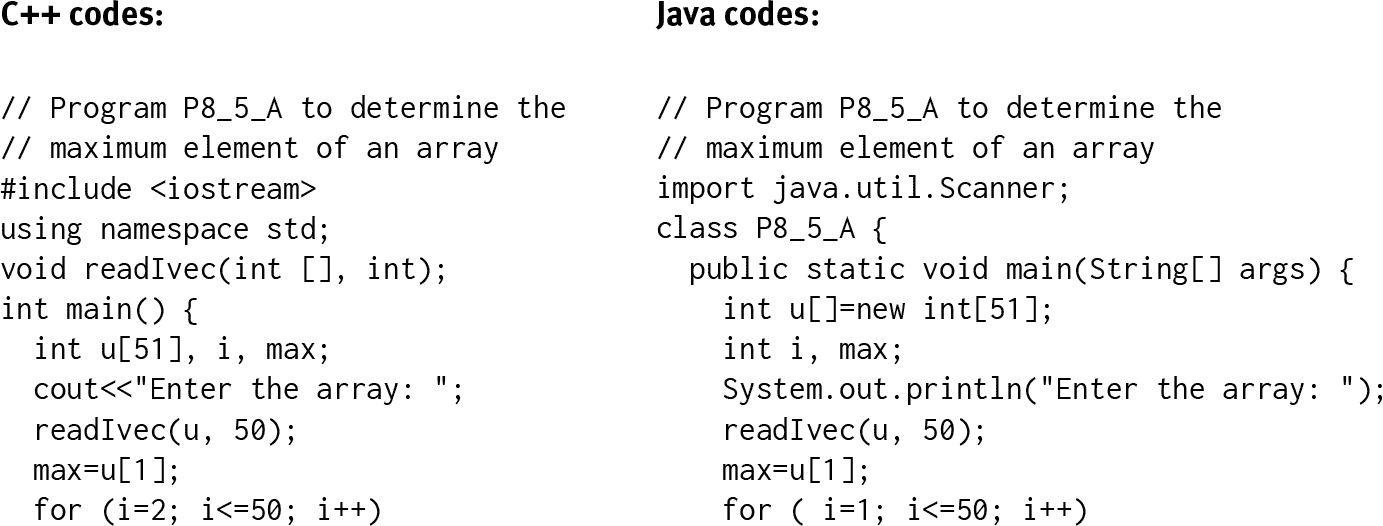 C++ codes:
// Program P8_5_A to determine the
// maximum element of an array
#include <iostream>
using namespace std;
void readIvec(int [], int);
int main() {
int u[51], i, max;
cout<<"Enter the array: ";
readIvec(u, 50);
max=u[1];
for (i=2; i<=50; i++)
Java codes:
// Program P8_5_A to determine the
// maximum element of an array
import java.util.Scanner;
class P8_5_A {
public static void main(String[] args) {
int u[]=new int[51];
int i, max;
System.out.println("Enter the array: ");
readIvec(u, 50);
max=u[1];
for ( i=1; i<=50; i++)